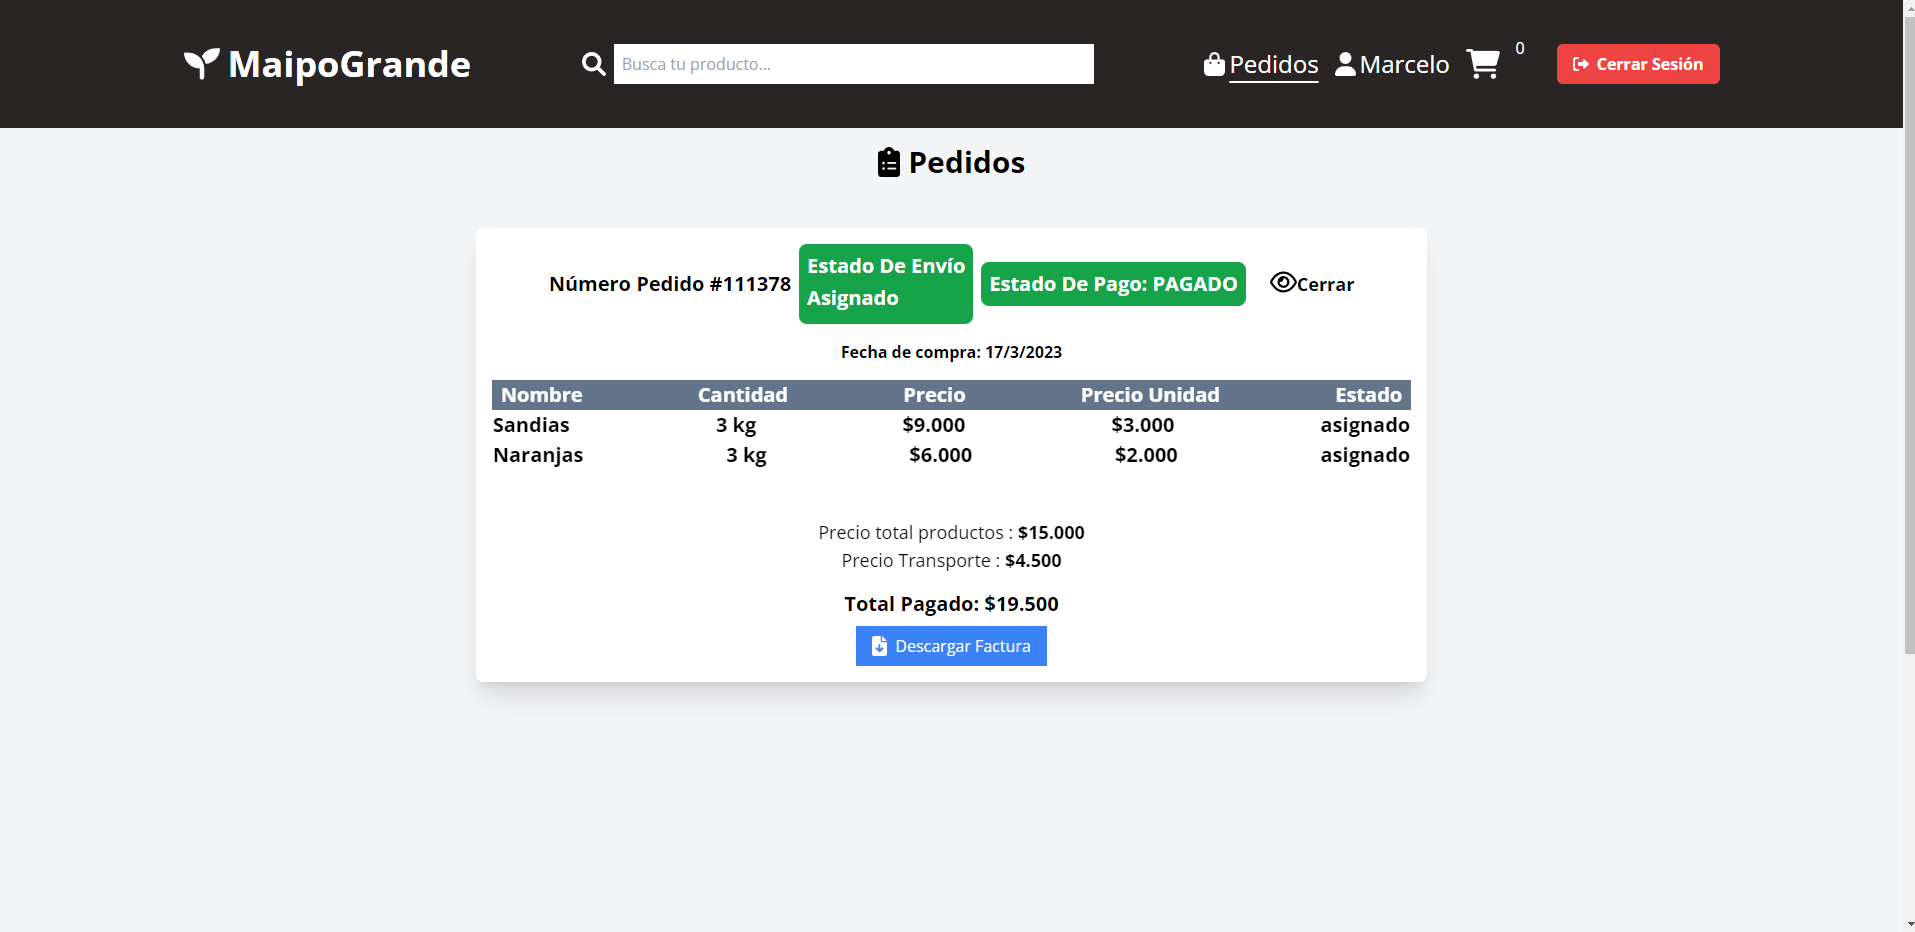 MaipoGrande
Busca tu producto...
Pedidos
Marcelo
0
Cerrar Sesión
Pedidos
Número Pedido #111378
Estado De Envío
Asignado
Estado De Pago: PAGADO
Cerrar
Fecha de compra: 17/3/2023
Nombre Cantidad Precio Precio Unidad Estado
Sandias 3 kg $9.000 $3.000 asignado
Naranjas 3 kg $6.000 $2.000 asignado
Precio total productos : $15.000
Precio Transporte : $4.500
Total Pagado: $19.500
Descargar Factura